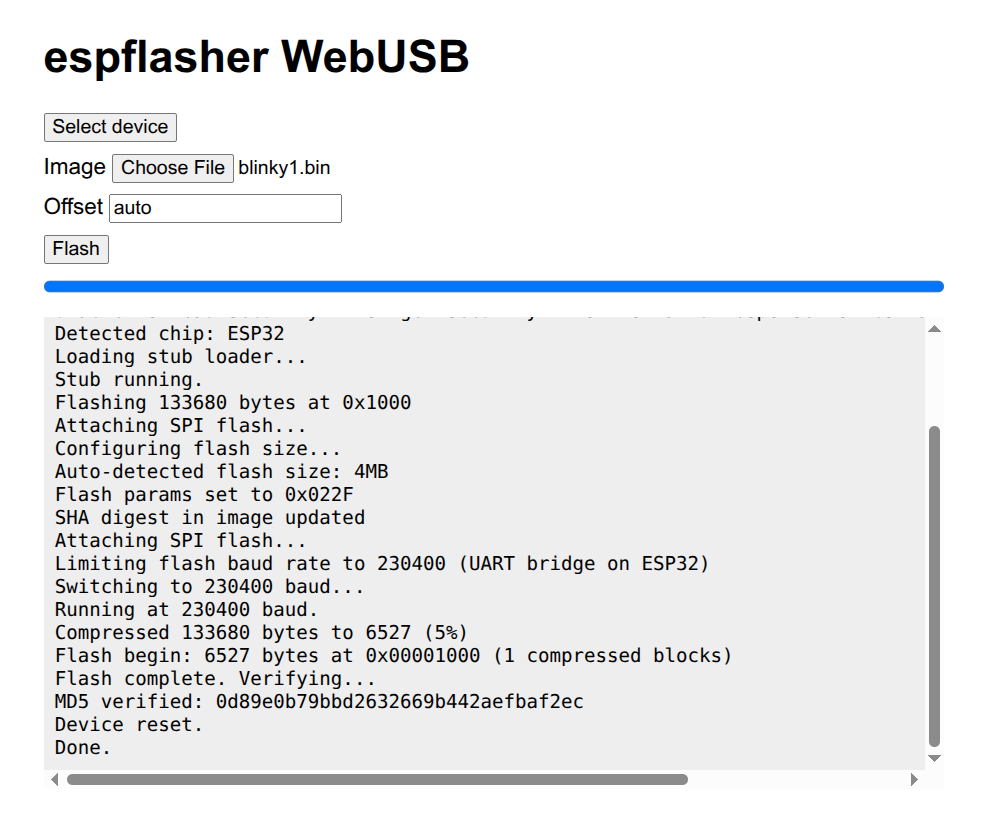 espflasher WebUSB
Select device
Image Choose File blinky1.bin
Offset auto
Flash
Detected chip: ESP32
Loading stub loader...
Stub running.
Flashing 133680 bytes at 0x1000
Attaching SPI flash...
Configuring flash size...
Auto-detected flash size: 4MB
Flash params set to 0x022F
SHA digest in image updated
Attaching SPI flash...
Limiting flash baud rate to 230400 (UART bridge on ESP32)
Switching to 230400 baud...
Running at 230400 baud.
Compressed 133680 bytes to 6527 (5%)
Flash begin: 6527 bytes at 0x00001000 (1 compressed blocks)
Flash complete. Verifying...
MD5 verified: 0d89e0b79bbd2632669b442aefbaf2ec
Device reset.
Done.